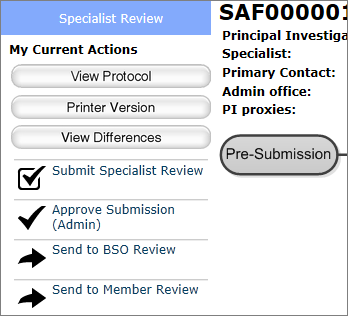 Specialist Review
My Current Actions
View Protocol
Printer Version
View Differences
Submit Specialist Review
Approve Submission
(Admin)
Send to BSO Review
Send to Member Review
SAF000001
Principal Investiga
Specialist:
Primary Contact:
Admin office:
PI proxies:
Pre-Submission